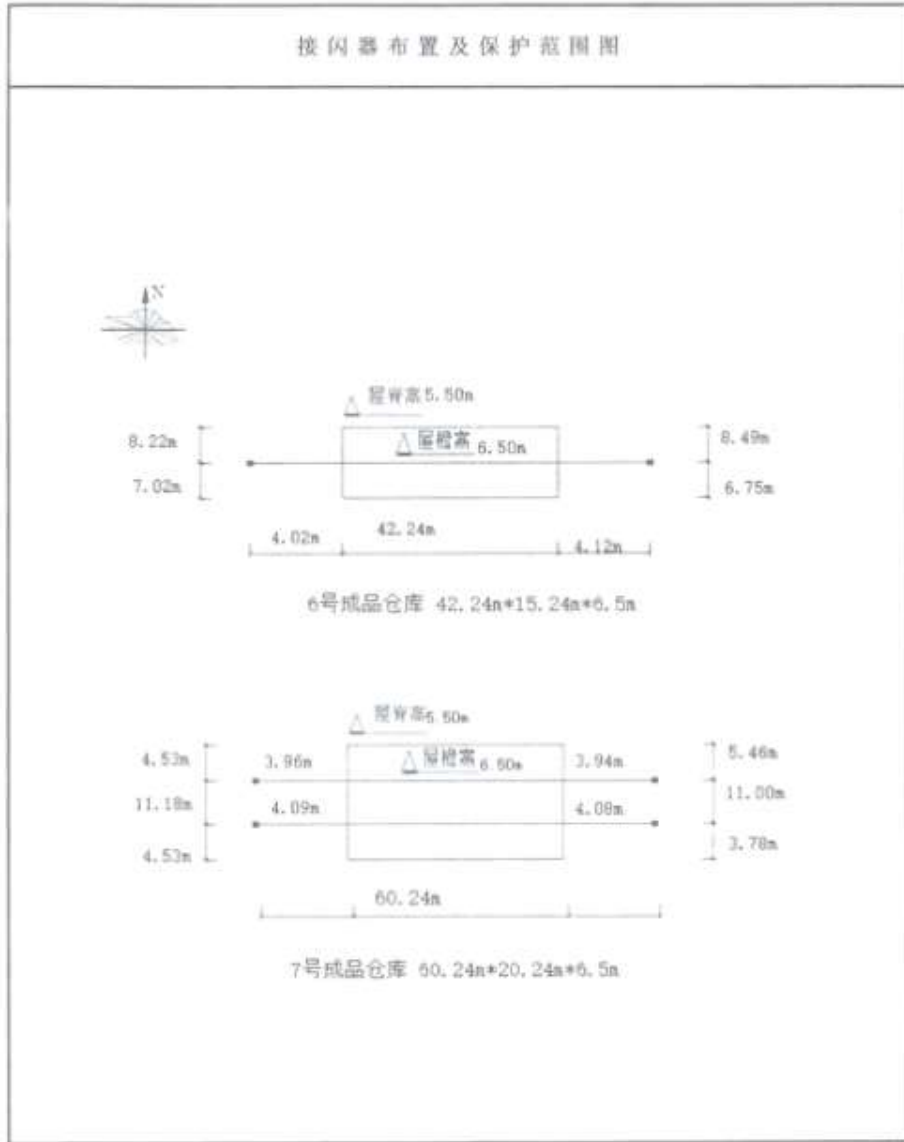 接闪器布置及保护范围图
N
屋脊高5.50m
8.22m
屋檐高6.50m
8.49m
7.02m
6.75m
4.02m
42.24m
4.12m
6号成品仓库 42.24m*15.24m*6.5m
屋脊高5.50m
4.53m
3.96m
屋檐高6.50m
3.94m
5.46m
11.18m
4.09m
4.08m
11.00m
4.53m
3.78m
60.24m
7号成品仓库 60.24m*20.24m*6.5m